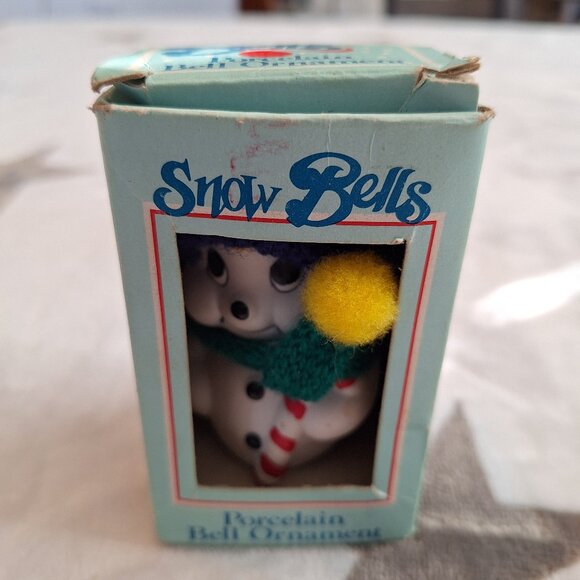 Porcelain
Bell Ornament
Snow Bells
Porcelain
Bell Ornament